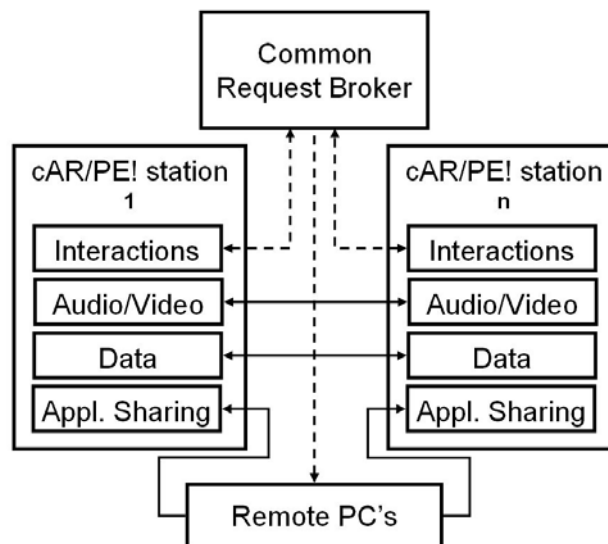 Common
Request Broker
cAR/PE! station
1
Interactions
Audio/Video
Data
Appl. Sharing
cAR/PE! station
n
Interactions
Audio/Video
Data
Appl. Sharing
Remote PC's